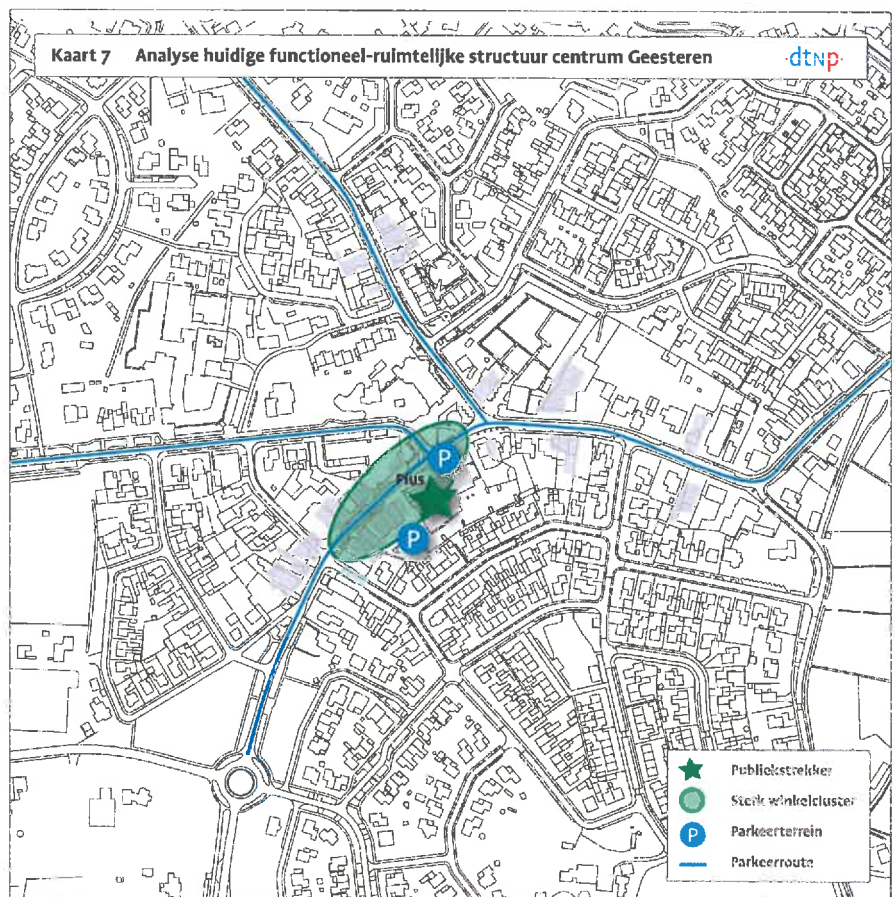 Kaart 7 Analyse huidige functioneel-ruimtelijke structuur centrum Geesteren
dtnp
P
Plus
P
Publiekstrekker
Sterk winkelcluster
P Parkeerterrein
Parkeerroute